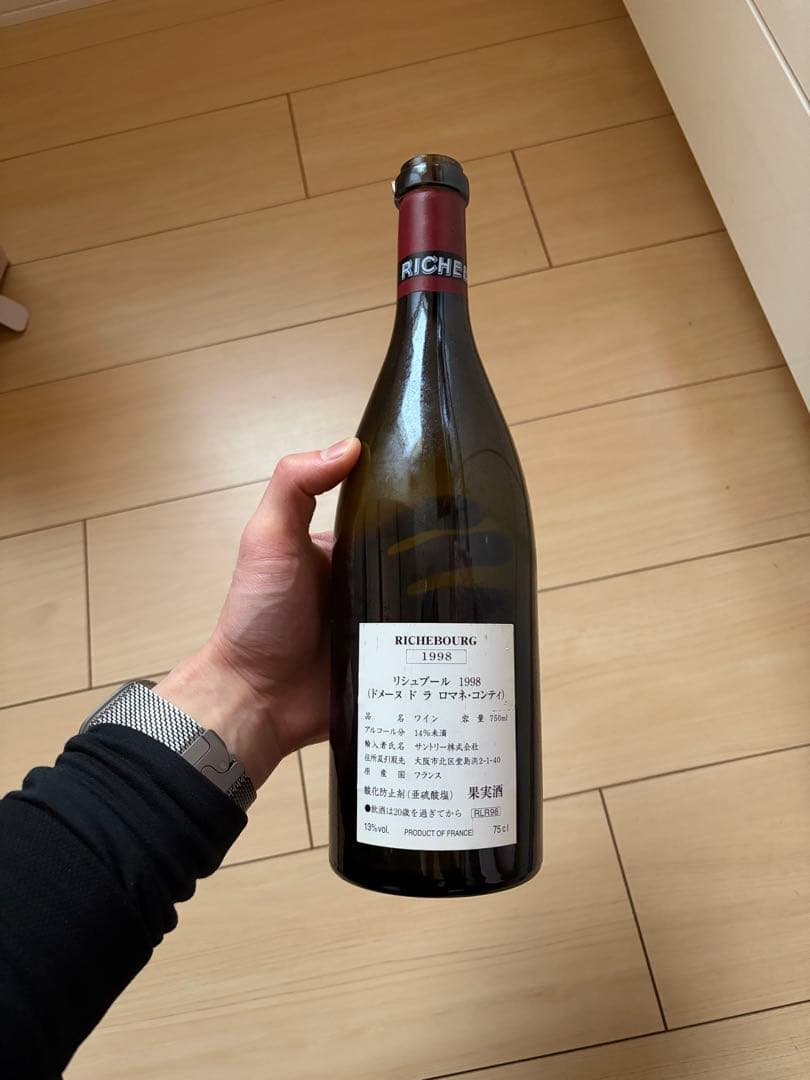 RICHEB
RICHEBOURG
1998
リシュブール 1998
(ドメーヌ ド ラ ロマネ・コンティ)
品 名 ワイン 容 量 750ml
アルコール分 14%未満
輸入者氏名 サントリー株式会社
住所及引取先 大阪市北区堂島浜2-1-40
原 産 国 フランス
酸化防止剤(亜硫酸塩) 果実酒
●飲酒は20歳を過ぎてから RLR98
13%vol. PRODUCT OF FRANCE 75cl